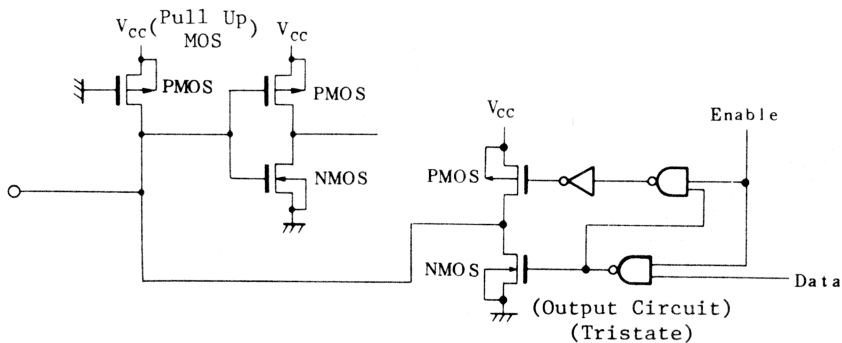 VCC (Pull Up MOS)
VCC
PMOS
PMOS
NMOS
VCC
Enable
PMOS
NMOS
Data
(Output Circuit)
(Tristate)